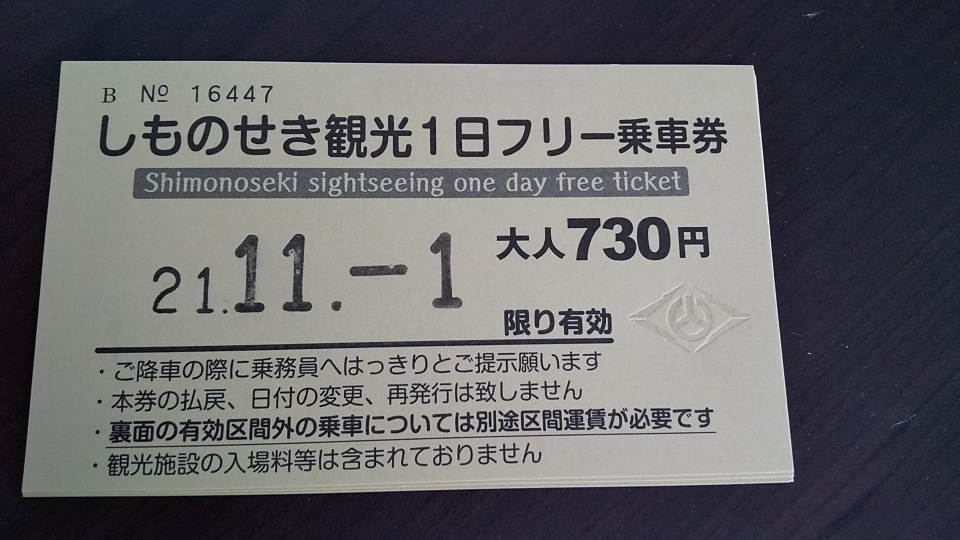 B № 16447
しものせき観光1日フリー乗車券
Shimonoseki sightseeing one day free ticket
大人730円
21.11.-1
限り有効
・ご降車の際に乗務員へはっきりとご提示願います
・本券の払戻、日付の変更、再発行は致しません
・裏面の有効区間外の乗車については別途区間運賃が必要です
・観光施設の入場料等は含まれておりません